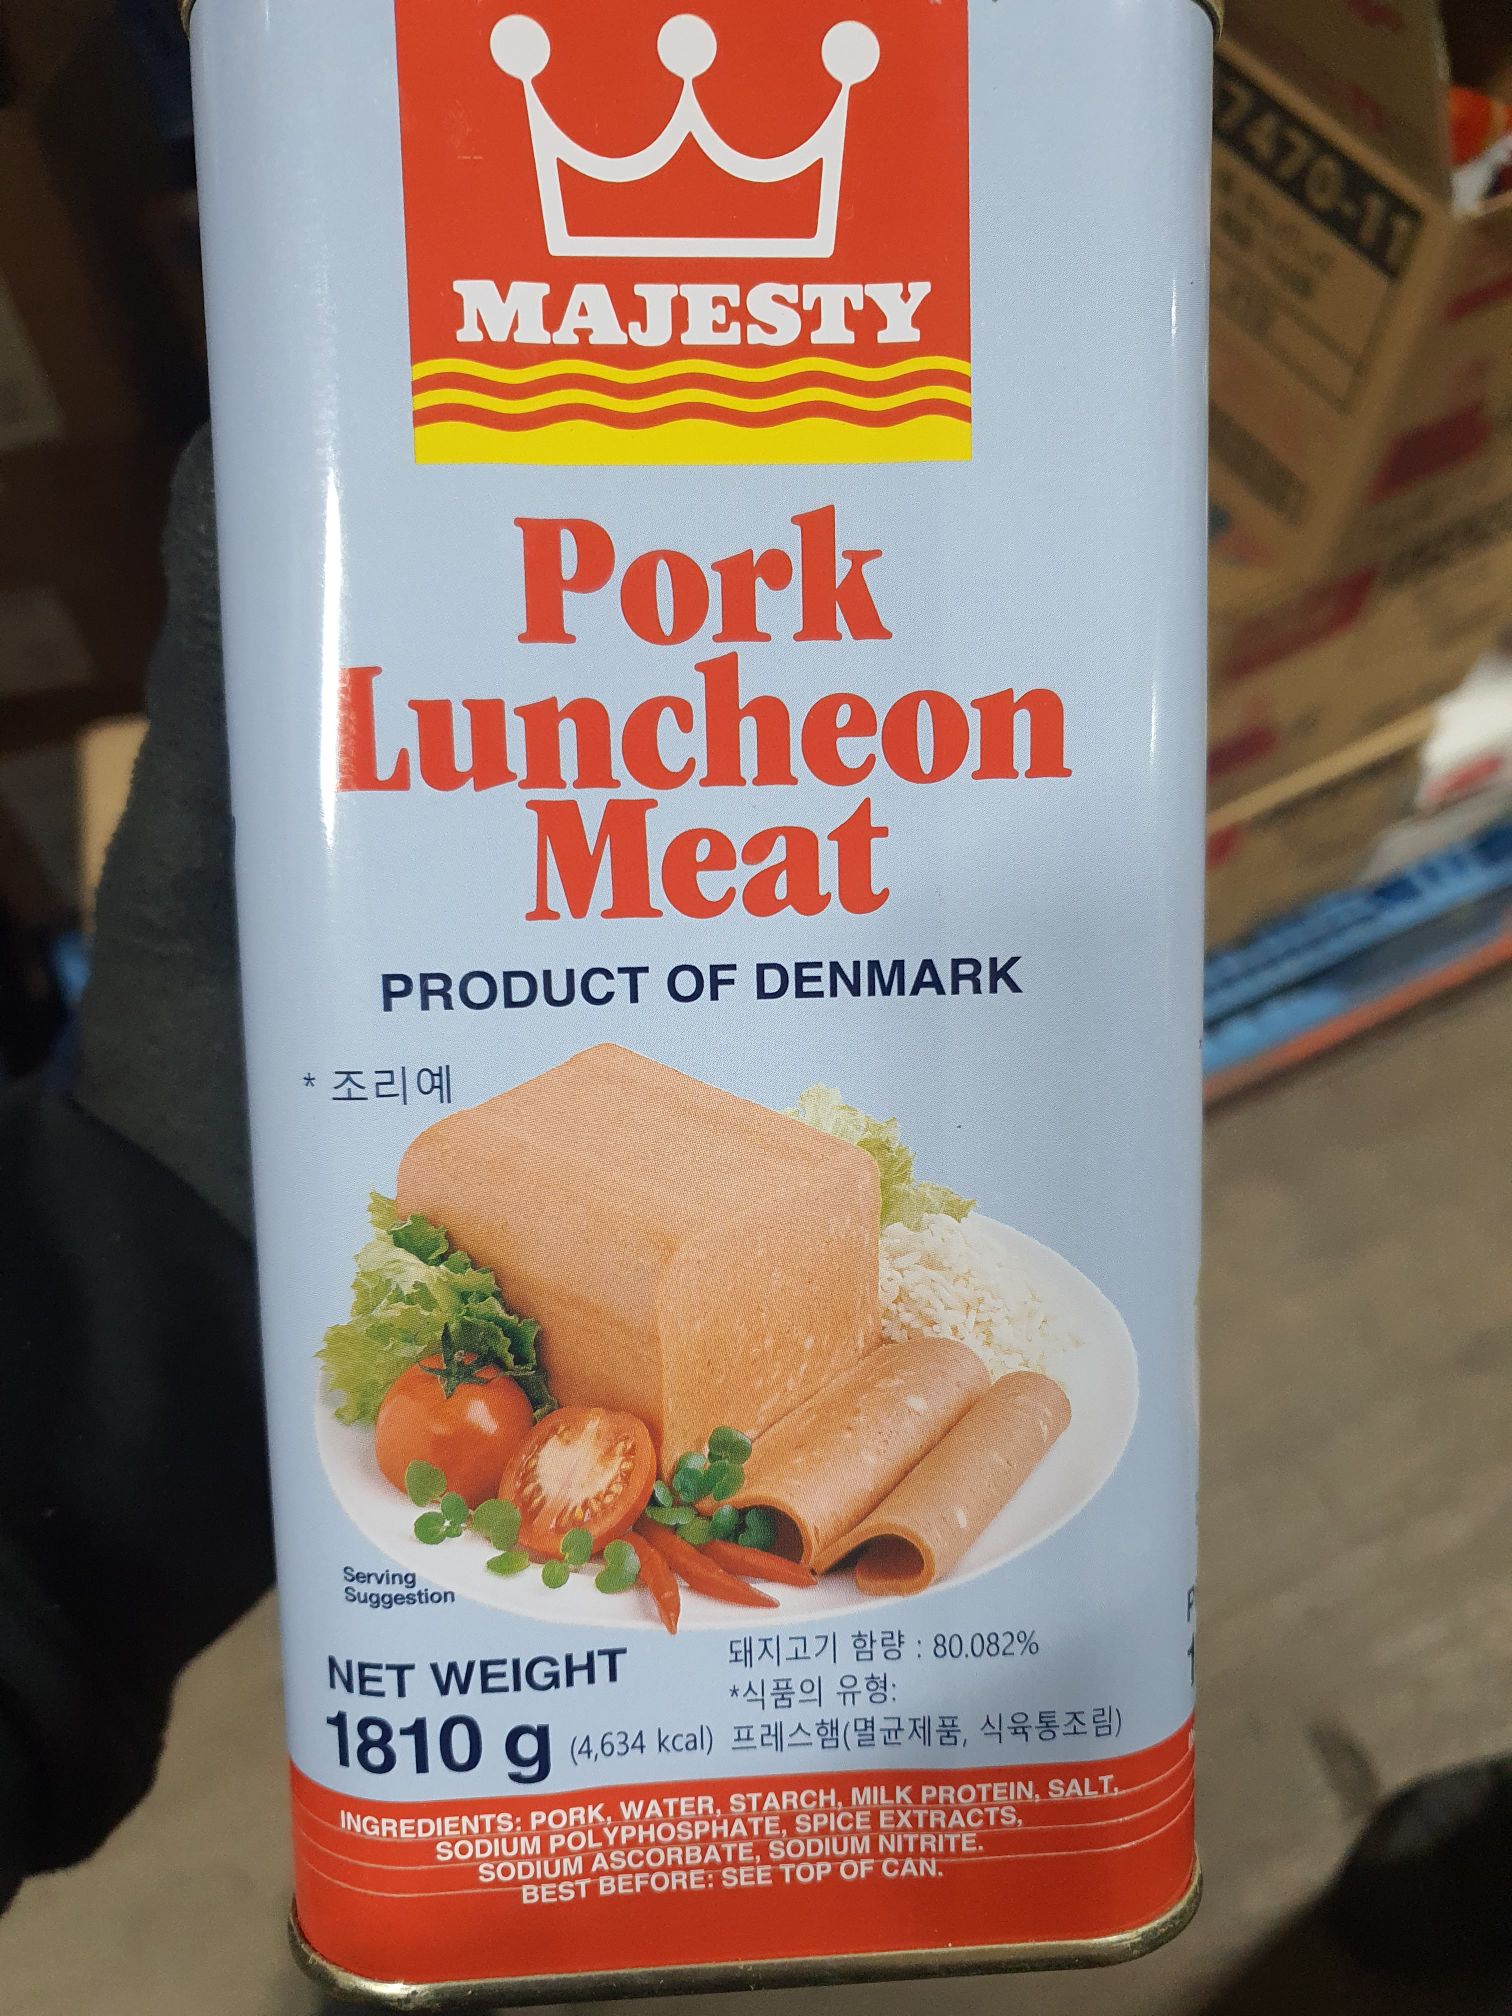 MAJESTY
Pork
Luncheon
Meat
PRODUCT OF DENMARK
* 조리예
Serving
Suggestion
NET WEIGHT
1810 g (4,634 kcal)
돼지고기 함량 : 80.082%
*식품의 유형:
프레스햄(멸균제품, 식육통조림)
INGREDIENTS: PORK, WATER, STARCH, MILK PROTEIN, SALT,
SODIUM POLYPHOSPHATE, SPICE EXTRACTS,
SODIUM ASCORBATE, SODIUM NITRITE.
BEST BEFORE: SEE TOP OF CAN.
7470-11